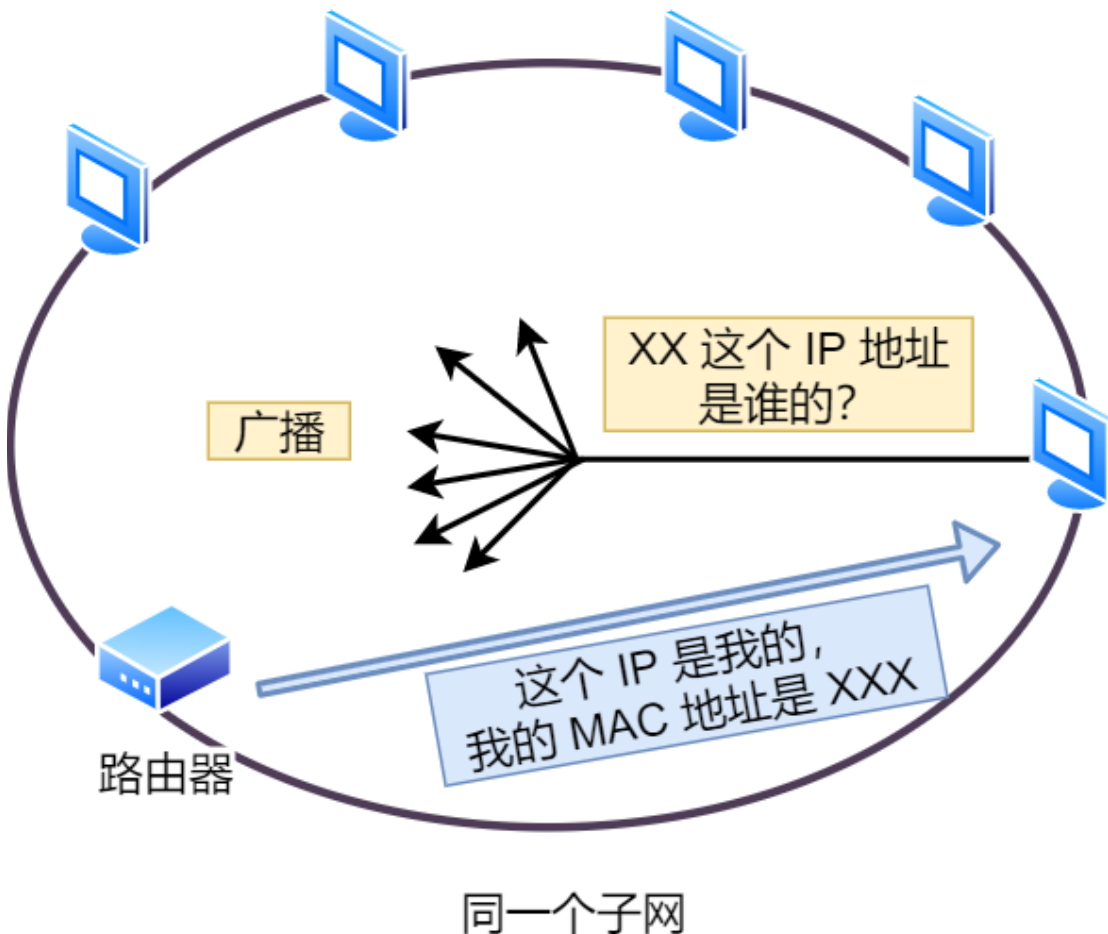 XX 这个 IP 地址
是谁的？
广播
这个 IP 是我的，
我的 MAC 地址是 XXX
路由器
同一个子网